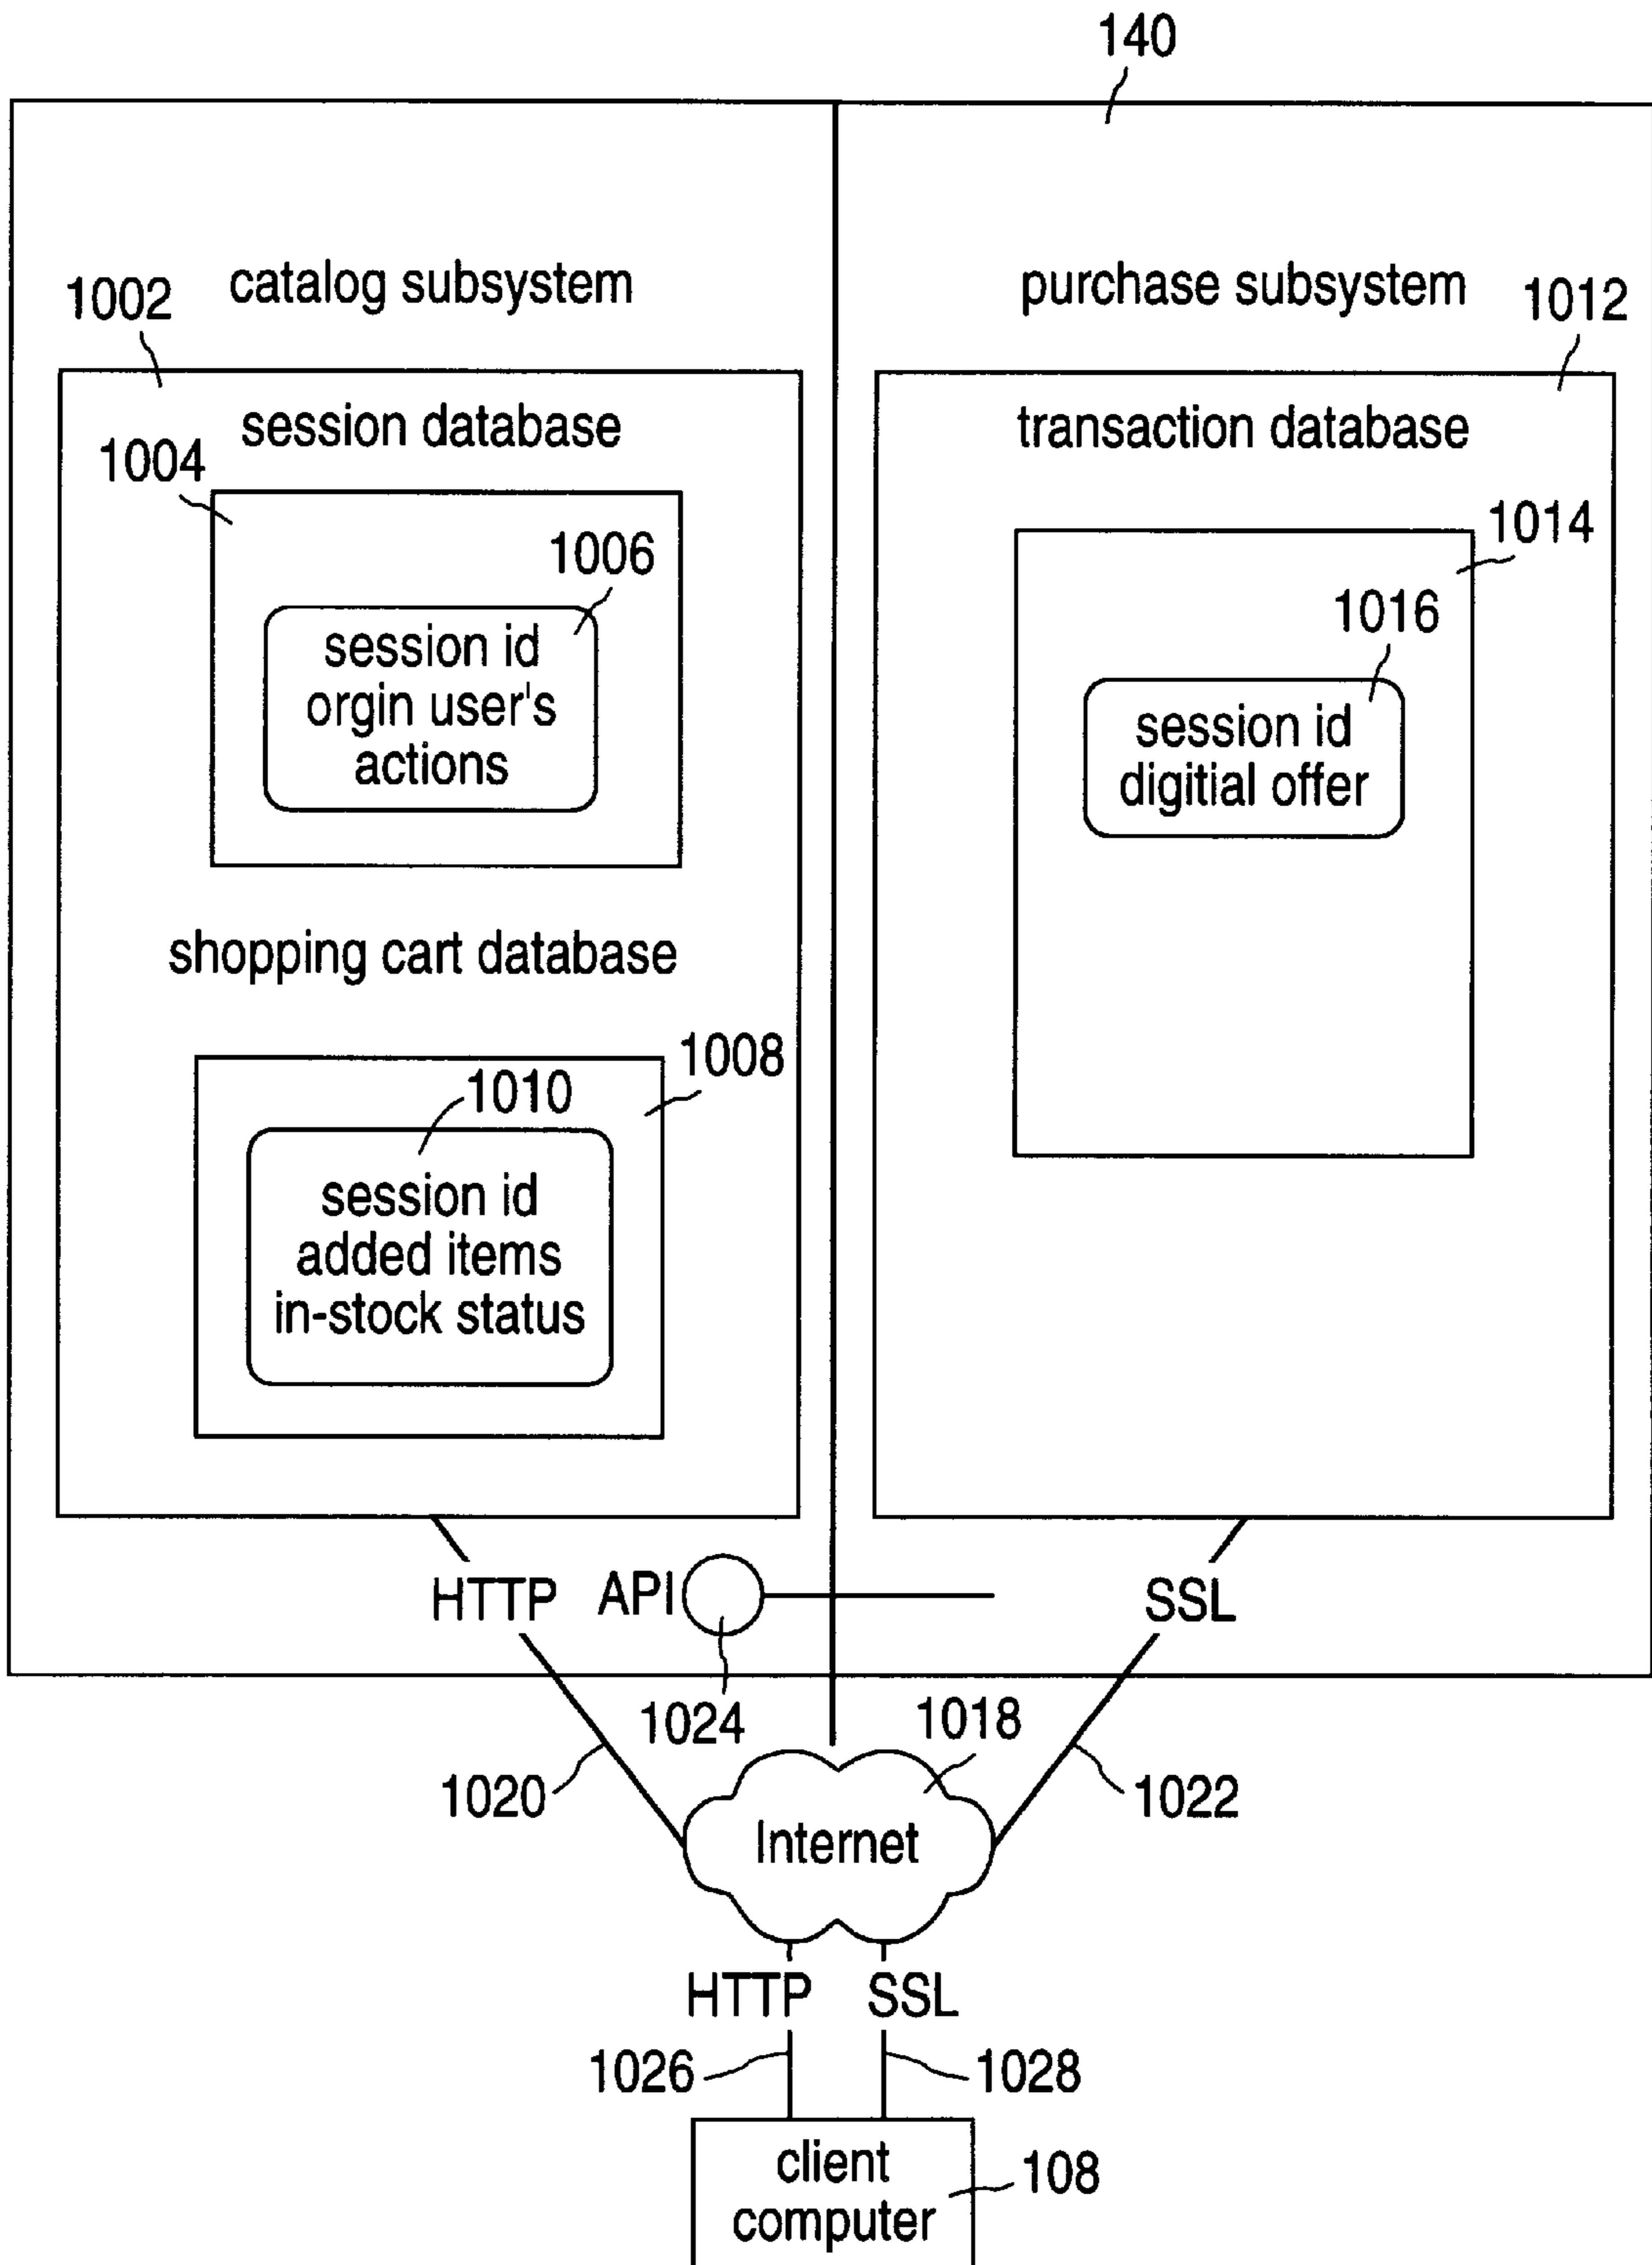 140
catalog subsystem
purchase subsystem
1002
1012
session database
transaction database
1004
1014
1006
1016
session id
orgin user's
actions
session id
digitial offer
shopping cart database
1008
1010
session id
added items
in-stock status
HTTP
API
SSL
1024
1018
1020
1022
Internet
HTTP
SSL
1026
1028
client
computer
108